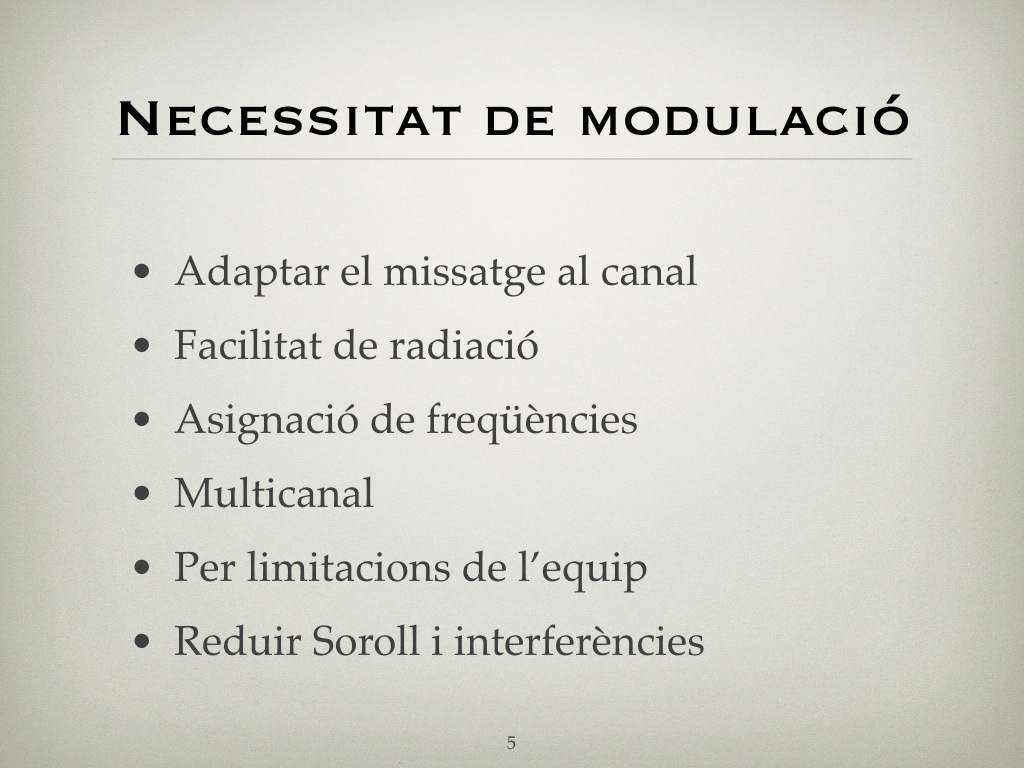 Necessitat de modulació
• Adaptar el missatge al canal
• Facilitat de radiació
• Asignació de freqüències
• Multicanal
• Per limitacions de l’equip
• Reduir Soroll i interferències
5